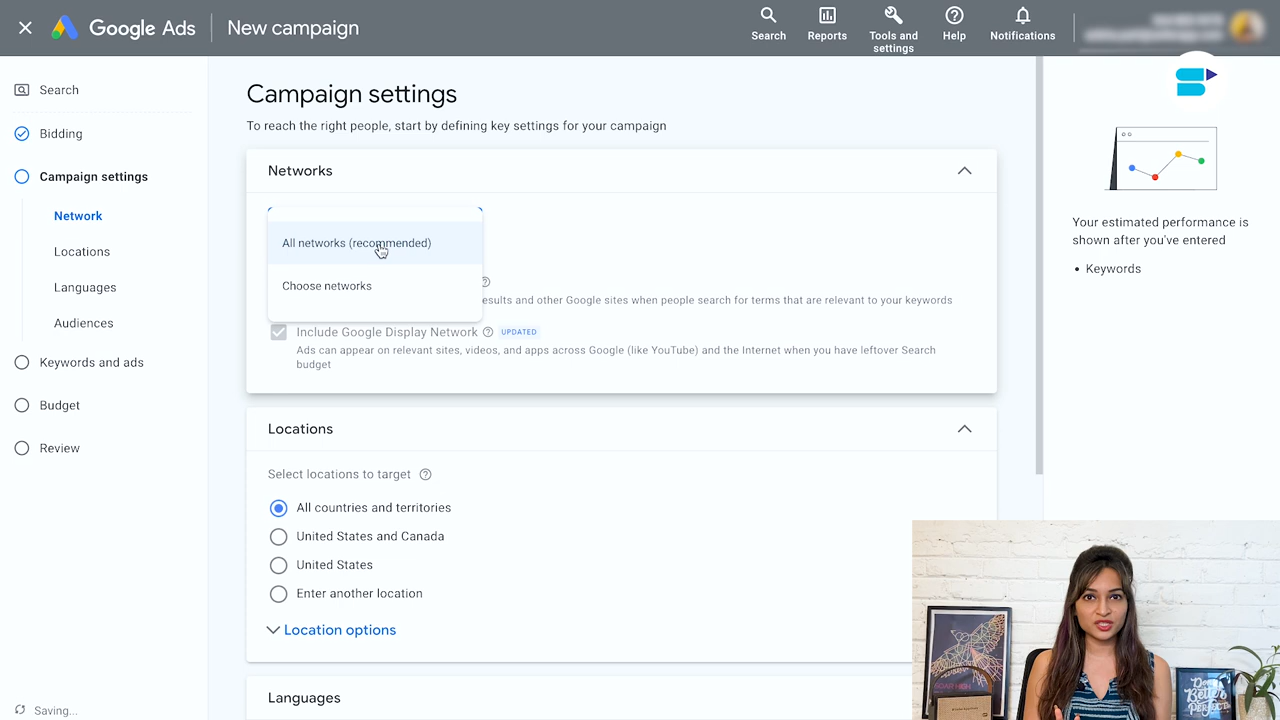 Google Ads
New campaign
Search
Reports
Tools and
settings
Help
Notifications
Search
Bidding
Campaign settings
Network
Locations
Languages
Audiences
Keywords and ads
Budget
Review
Saving...
Campaign settings
To reach the right people, start by defining key settings for your campaign
Networks
All networks (recommended)
Choose networks
esults and other Google sites when people search for terms that are relevant to your keywords
Include Google Display Network
UPDATED
Ads can appear on relevant sites, videos, and apps across Google (like YouTube) and the Internet when you have leftover Search
budget
Locations
Select locations to target
All countries and territories
United States and Canada
United States
Enter another location
Location options
Languages
Your estimated performance is
shown after you've entered
• Keywords
Better